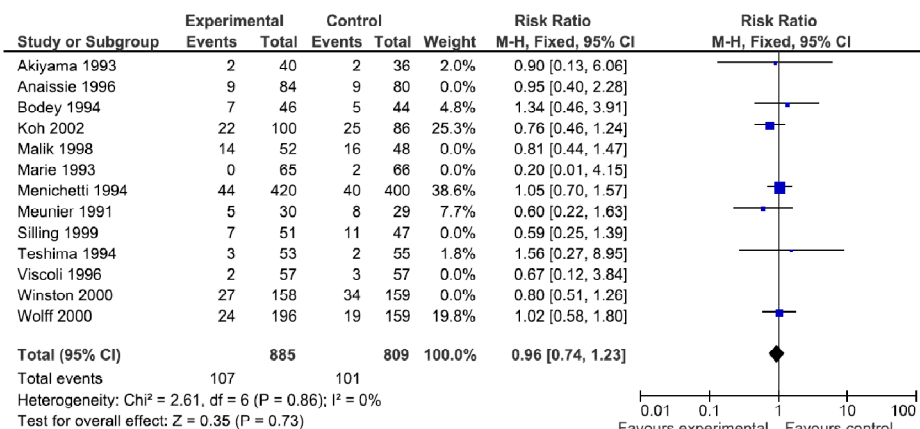 Experimental Control Risk Ratio Risk Ratio
Study or Subgroup Events Total Events Total Weight M-H, Fixed, 95% CI M-H, Fixed, 95% CI
Akiyama 1993 2 40 2 36 2.0% 0.90 [0.13, 6.06]
Anaissie 1996 9 84 9 80 0.0% 0.95 [0.40, 2.28]
Bodey 1994 7 46 5 44 4.8% 1.34 [0.46, 3.91]
Koh 2002 22 100 25 86 25.3% 0.76 [0.46, 1.24]
Malik 1998 14 52 16 48 0.0% 0.81 [0.44, 1.47]
Marie 1993 0 65 2 66 0.0% 0.20 [0.01, 4.15]
Menichetti 1994 44 420 40 400 38.6% 1.05 [0.70, 1.57]
Meunier 1991 5 30 8 29 7.7% 0.60 [0.22, 1.63]
Silling 1999 7 51 11 47 0.0% 0.59 [0.25, 1.39]
Teshima 1994 3 53 2 55 1.8% 1.56 [0.27, 8.95]
Viscoli 1996 2 57 3 57 0.0% 0.67 [0.12, 3.84]
Winston 2000 27 158 34 159 0.0% 0.80 [0.51, 1.26]
Wolff 2000 24 196 19 159 19.8% 1.02 [0.58, 1.80]
Total (95% CI) 885 809 100.0% 0.96 [0.74, 1.23]
Total events 107 101
Heterogeneity: Chi² = 2.61, df = 6 (P = 0.86); I² = 0%
Test for overall effect: Z = 0.35 (P = 0.73)
0.01 0.1 1 10 100
Favours experimental Favours control